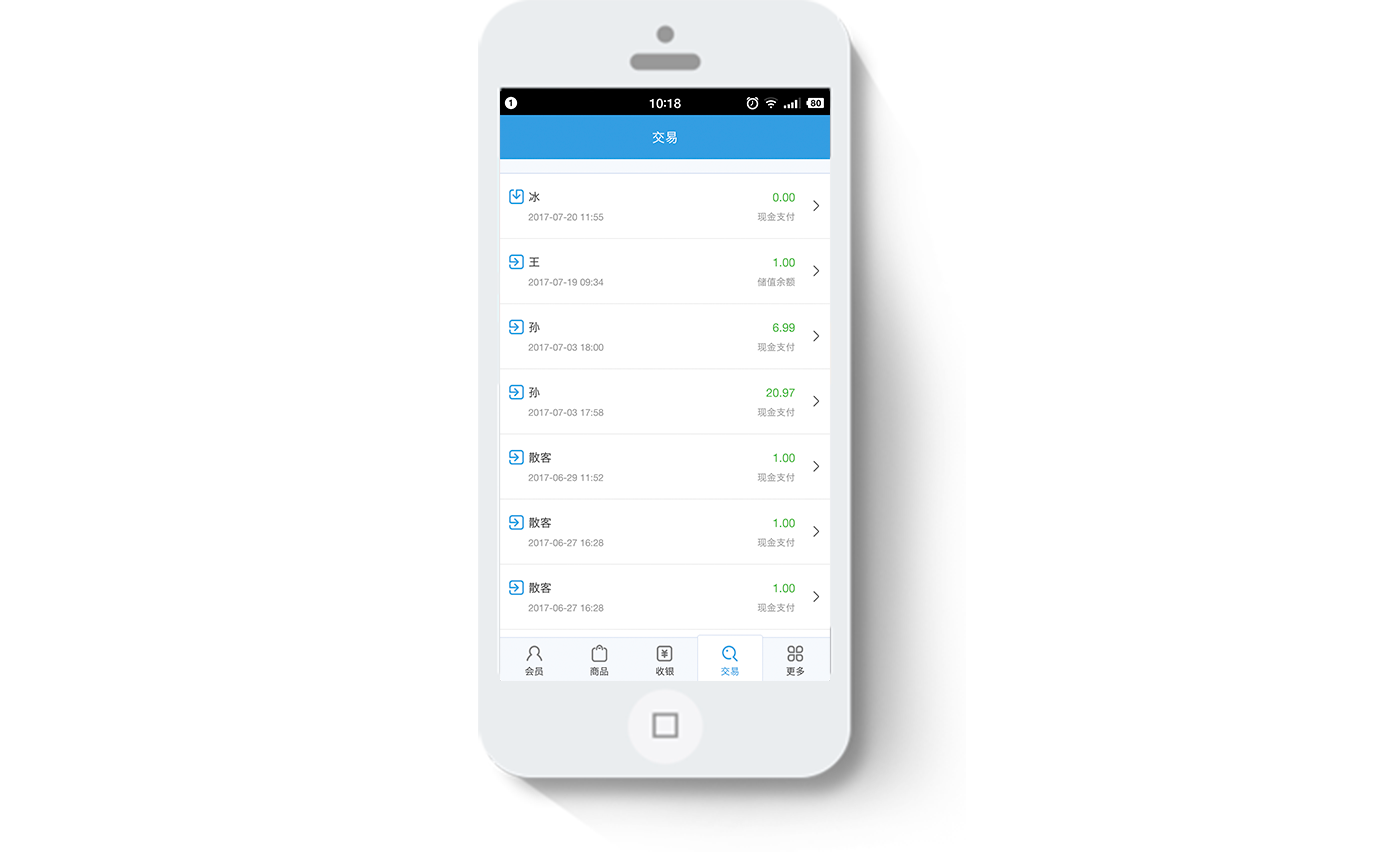 1 10:18 80
交易
冰 0.00
2017-07-20 11:55 现金支付
王 1.00
2017-07-19 09:34 储值余额
孙 6.99
2017-07-03 18:00 现金支付
孙 20.97
2017-07-03 17:58 现金支付
散客 1.00
2017-06-29 11:52 现金支付
散客 1.00
2017-06-27 16:28 现金支付
散客 1.00
2017-06-27 16:28 现金支付
¥
会员 商品 收银 交易 更多